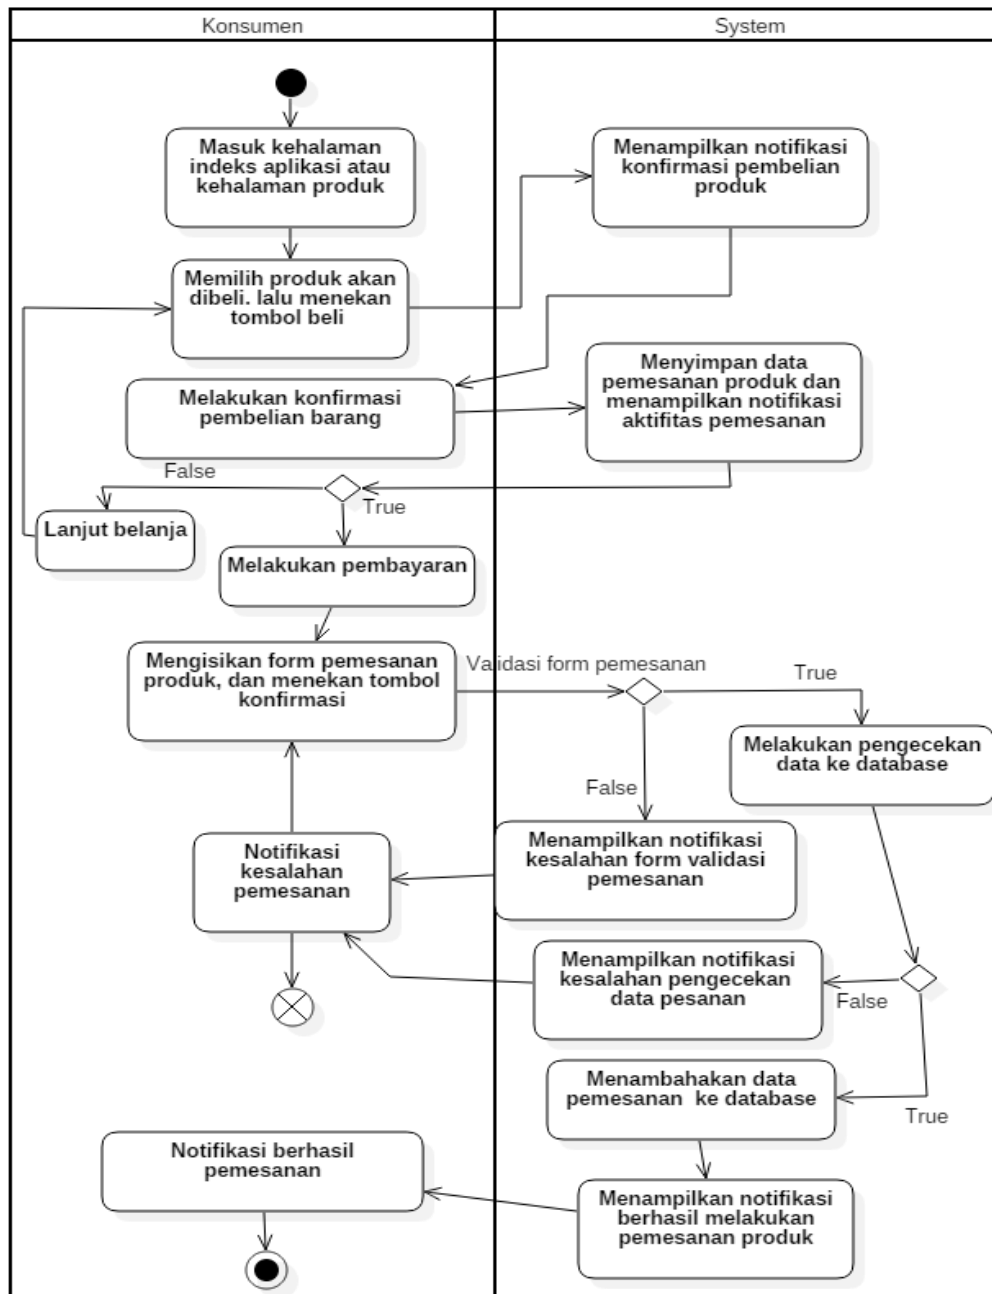 Konsumen
System
Masuk kehalaman
indeks aplikasi atau
kehalaman produk
Menampilkan notifikasi
konfirmasi pembelian
produk
Memilih produk akan
dibeli. lalu menekan
tombol beli
Melakukan konfirmasi
pembelian barang
Menyimpan data
pemesanan produk dan
menampilkan notifikasi
aktifitas pemesanan
False
True
Lanjut belanja
Melakukan pembayaran
Mengisikan form pemesanan
produk, dan menekan tombol
konfirmasi
Validasi form pemesanan
True
Melakukan pengecekan
data ke database
False
Menampilkan notifikasi
kesalahan form validasi
pemesanan
Notifikasi
kesalahan
pemesanan
Menampilkan notifikasi
kesalahan pengecekan
data pesanan
False
Menambahakan data
pemesanan  ke database
True
Notifikasi berhasil
pemesanan
Menampilkan notifikasi
berhasil melakukan
pemesanan produk